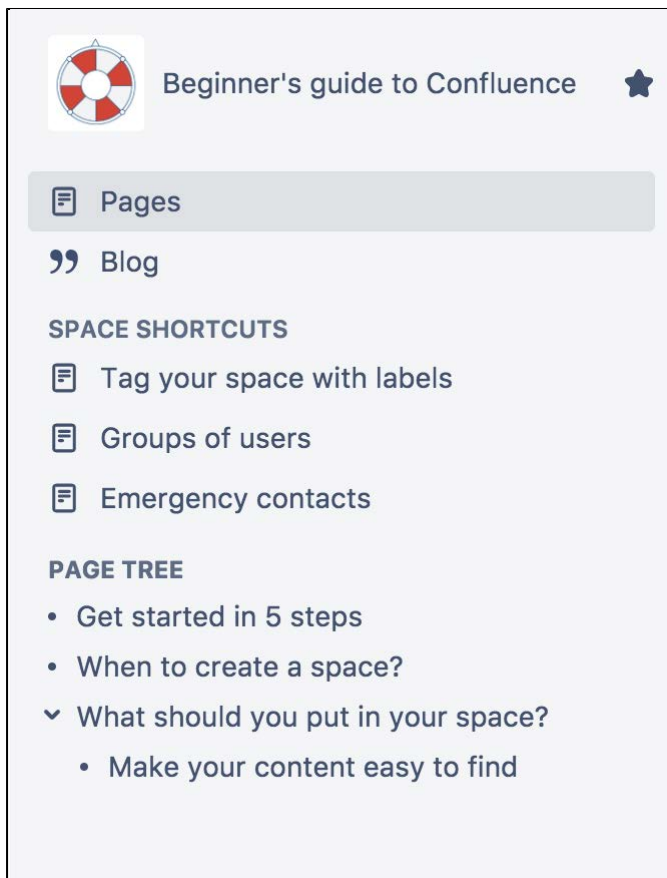 Beginner's guide to Confluence
Pages
Blog
SPACE SHORTCUTS
Tag your space with labels
Groups of users
Emergency contacts
PAGE TREE
Get started in 5 steps
When to create a space?
What should you put in your space?
Make your content easy to find